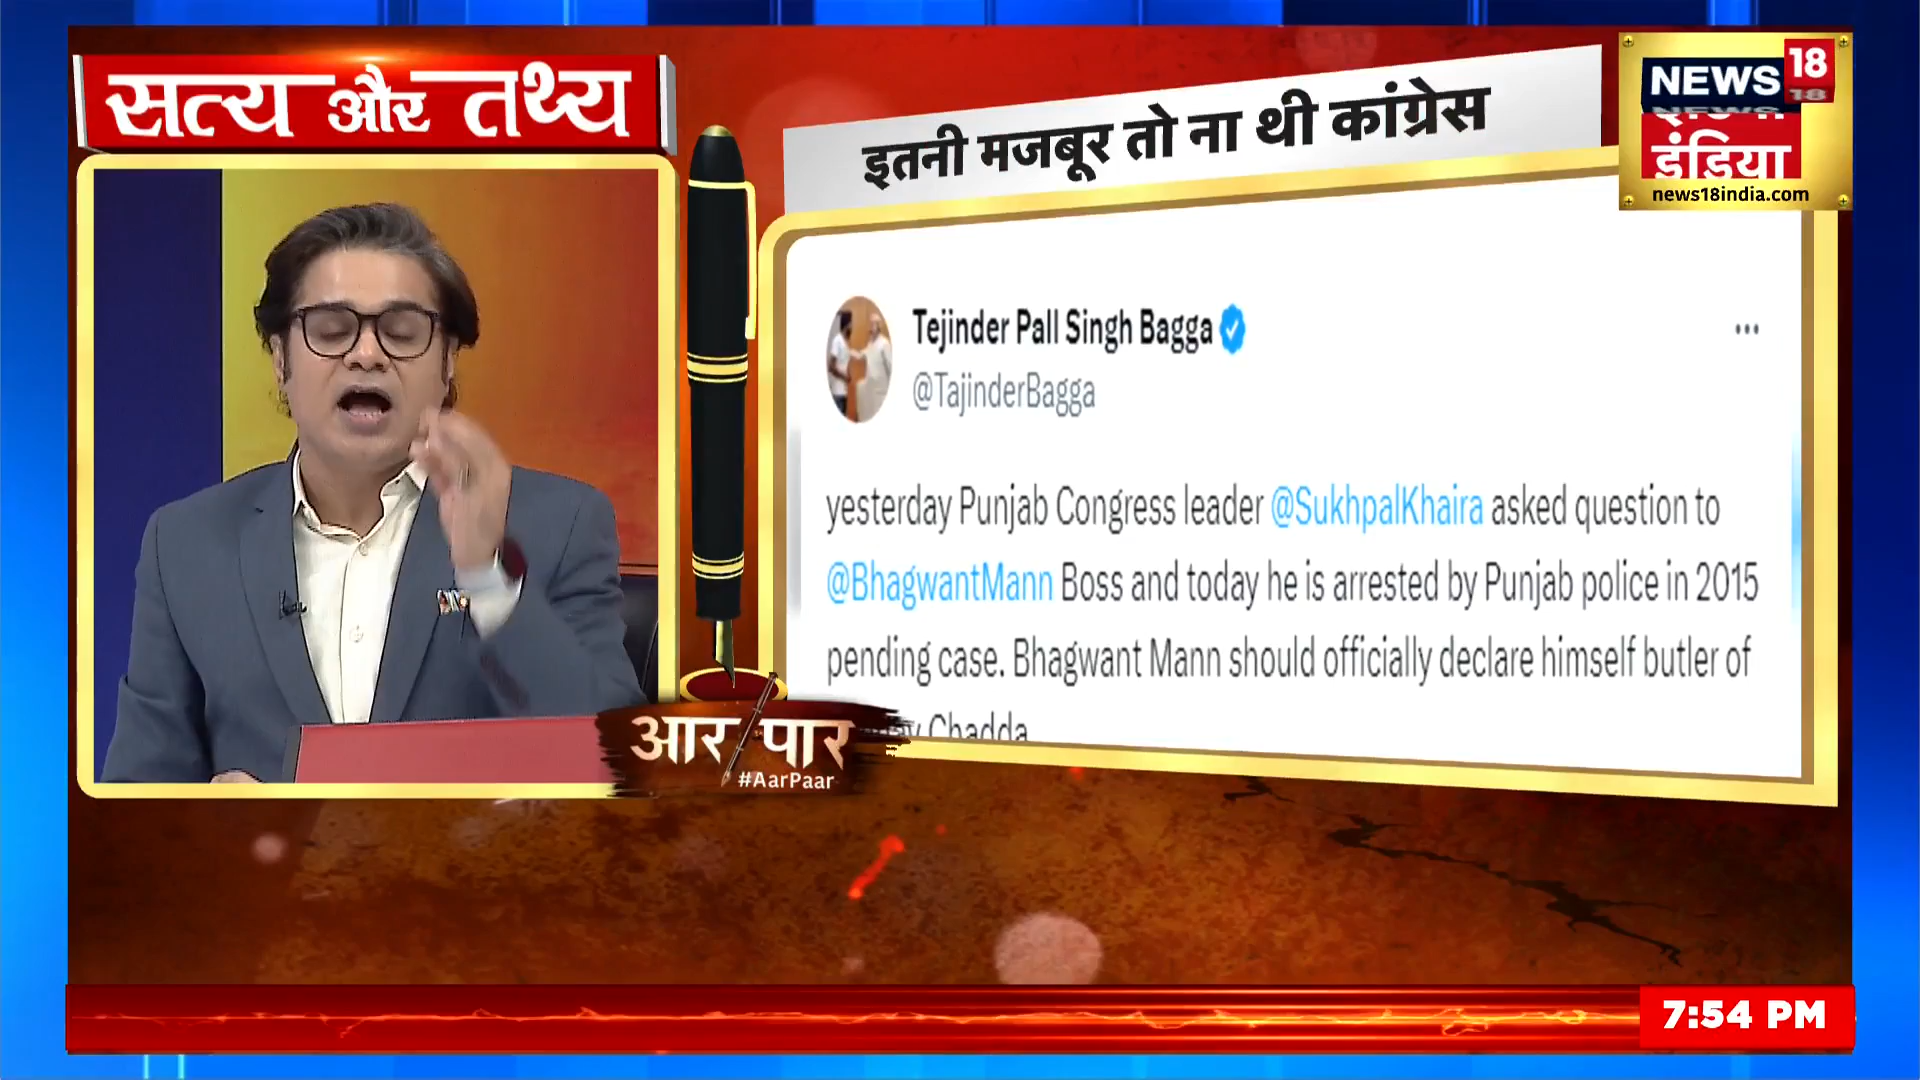 सत्य और तथ्य
इतनी मजबूर तो ना थी कांग्रेस
NEWS 18
इंडिया
news18india.com
Tejinder Pall Singh Bagga
@TajinderBagga
yesterday Punjab Congress leader @SukhpalKhaira asked question to
@BhagwantMann Boss and today he is arrested by Punjab police in 2015
pending case. Bhagwant Mann should officially declare himself butler of
Chadda
आर पार
#AarPaar
7:54 PM